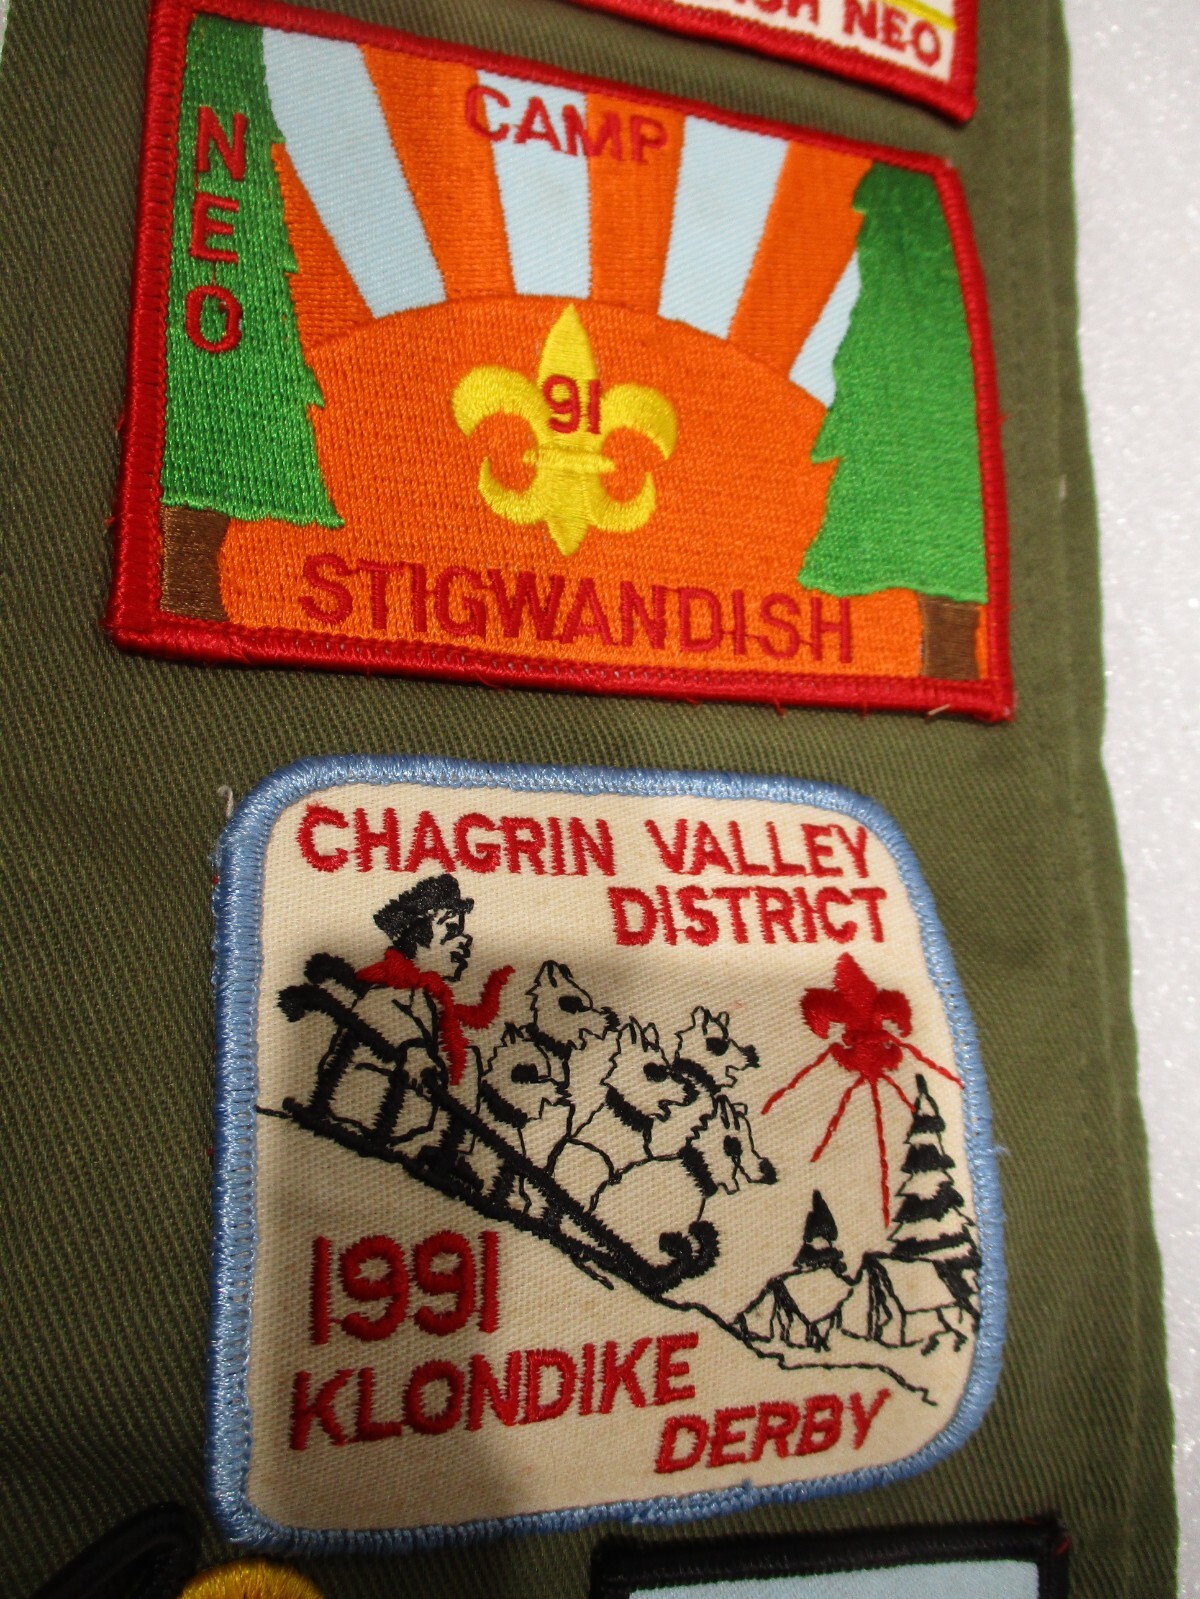 NEO
CAMP
NEO
91
STIGWANDISH
CHAGRIN VALLEY
DISTRICT
1991
KLONDIKE
DERBY